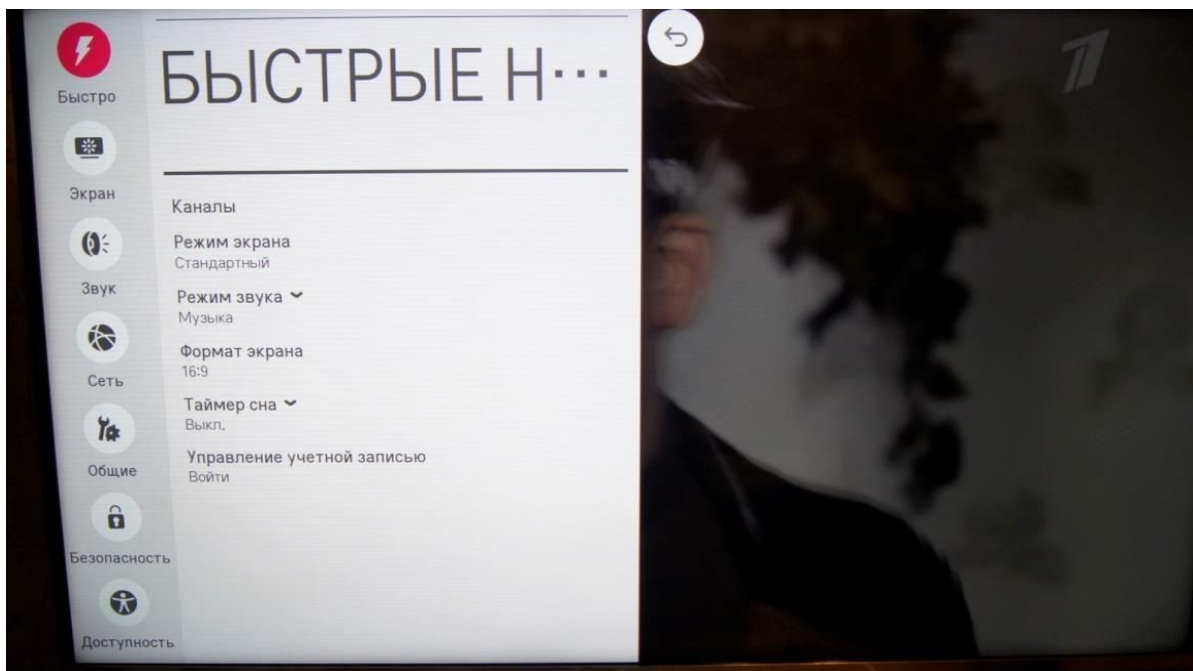 Быстро
Экран
Звук
Сеть
Общие
Безопасность
Доступность
БЫСТРЫЕ Н···
Каналы
Режим экрана
Стандартный
Режим звука
Музыка
Формат экрана
16:9
Таймер сна
Выкл.
Управление учетной записью
Войти
1